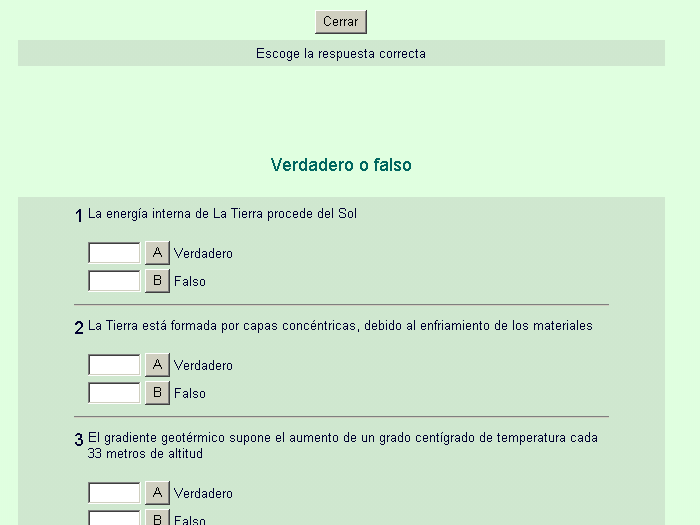 Cerrar
Escoge la respuesta correcta
Verdadero o falso
1 La energía interna de La Tierra procede del Sol
A Verdadero
B Falso
2 La Tierra está formada por capas concéntricas, debido al enfriamiento de los materiales
A Verdadero
B Falso
3 El gradiente geotérmico supone el aumento de un grado centígrado de temperatura cada
33 metros de altitud
A Verdadero
B Falso